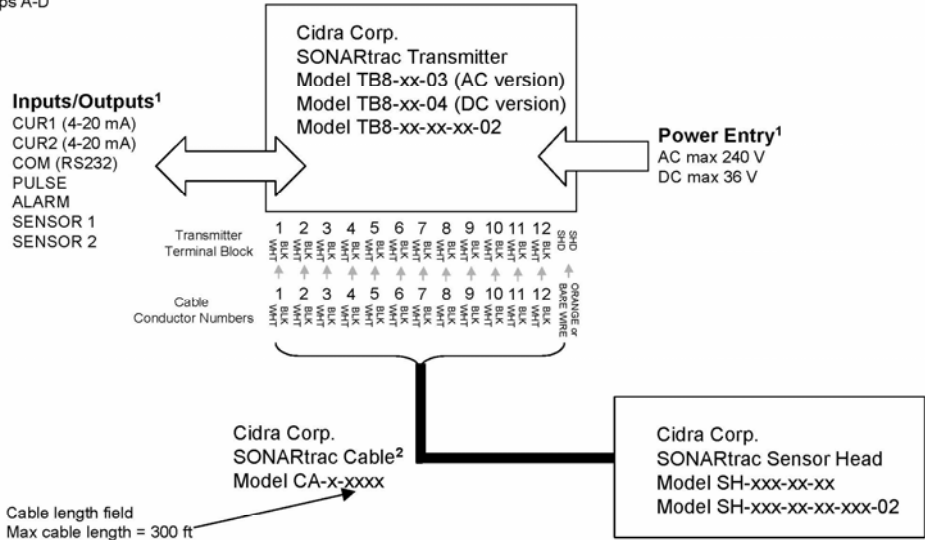 ps A-D
Cidra Corp.
SONARtrac Transmitter
Model TB8-xx-03 (AC version)
Model TB8-xx-04 (DC version)
Model TB8-xx-xx-xx-02
Inputs/Outputs¹
CUR1 (4-20 mA)
CUR2 (4-20 mA)
COM (RS232)
PULSE
ALARM
SENSOR 1
SENSOR 2
Power Entry¹
AC max 240 V
DC max 36 V
Transmitter
Terminal Block
1 2 3 4 5 6 7 8 9 10 11 12
WHT BLK WHT BLK WHT BLK WHT BLK WHT BLK WHT BLK WHT BLK WHT BLK WHT BLK WHT BLK WHT BLK WHT BLK SHD SHD
Cable
Conductor Numbers
1 2 3 4 5 6 7 8 9 10 11 12
WHT BLK WHT BLK WHT BLK WHT BLK WHT BLK WHT BLK WHT BLK WHT BLK WHT BLK WHT BLK WHT BLK WHT BLK
ORANGE or
BARE WIRE
Cidra Corp.
SONARtrac Cable²
Model CA-x-xxxx
Cable length field
Max cable length = 300 ft
Cidra Corp.
SONARtrac Sensor Head
Model SH-xxx-xx-xx
Model SH-xxx-xx-xx-xxx-02